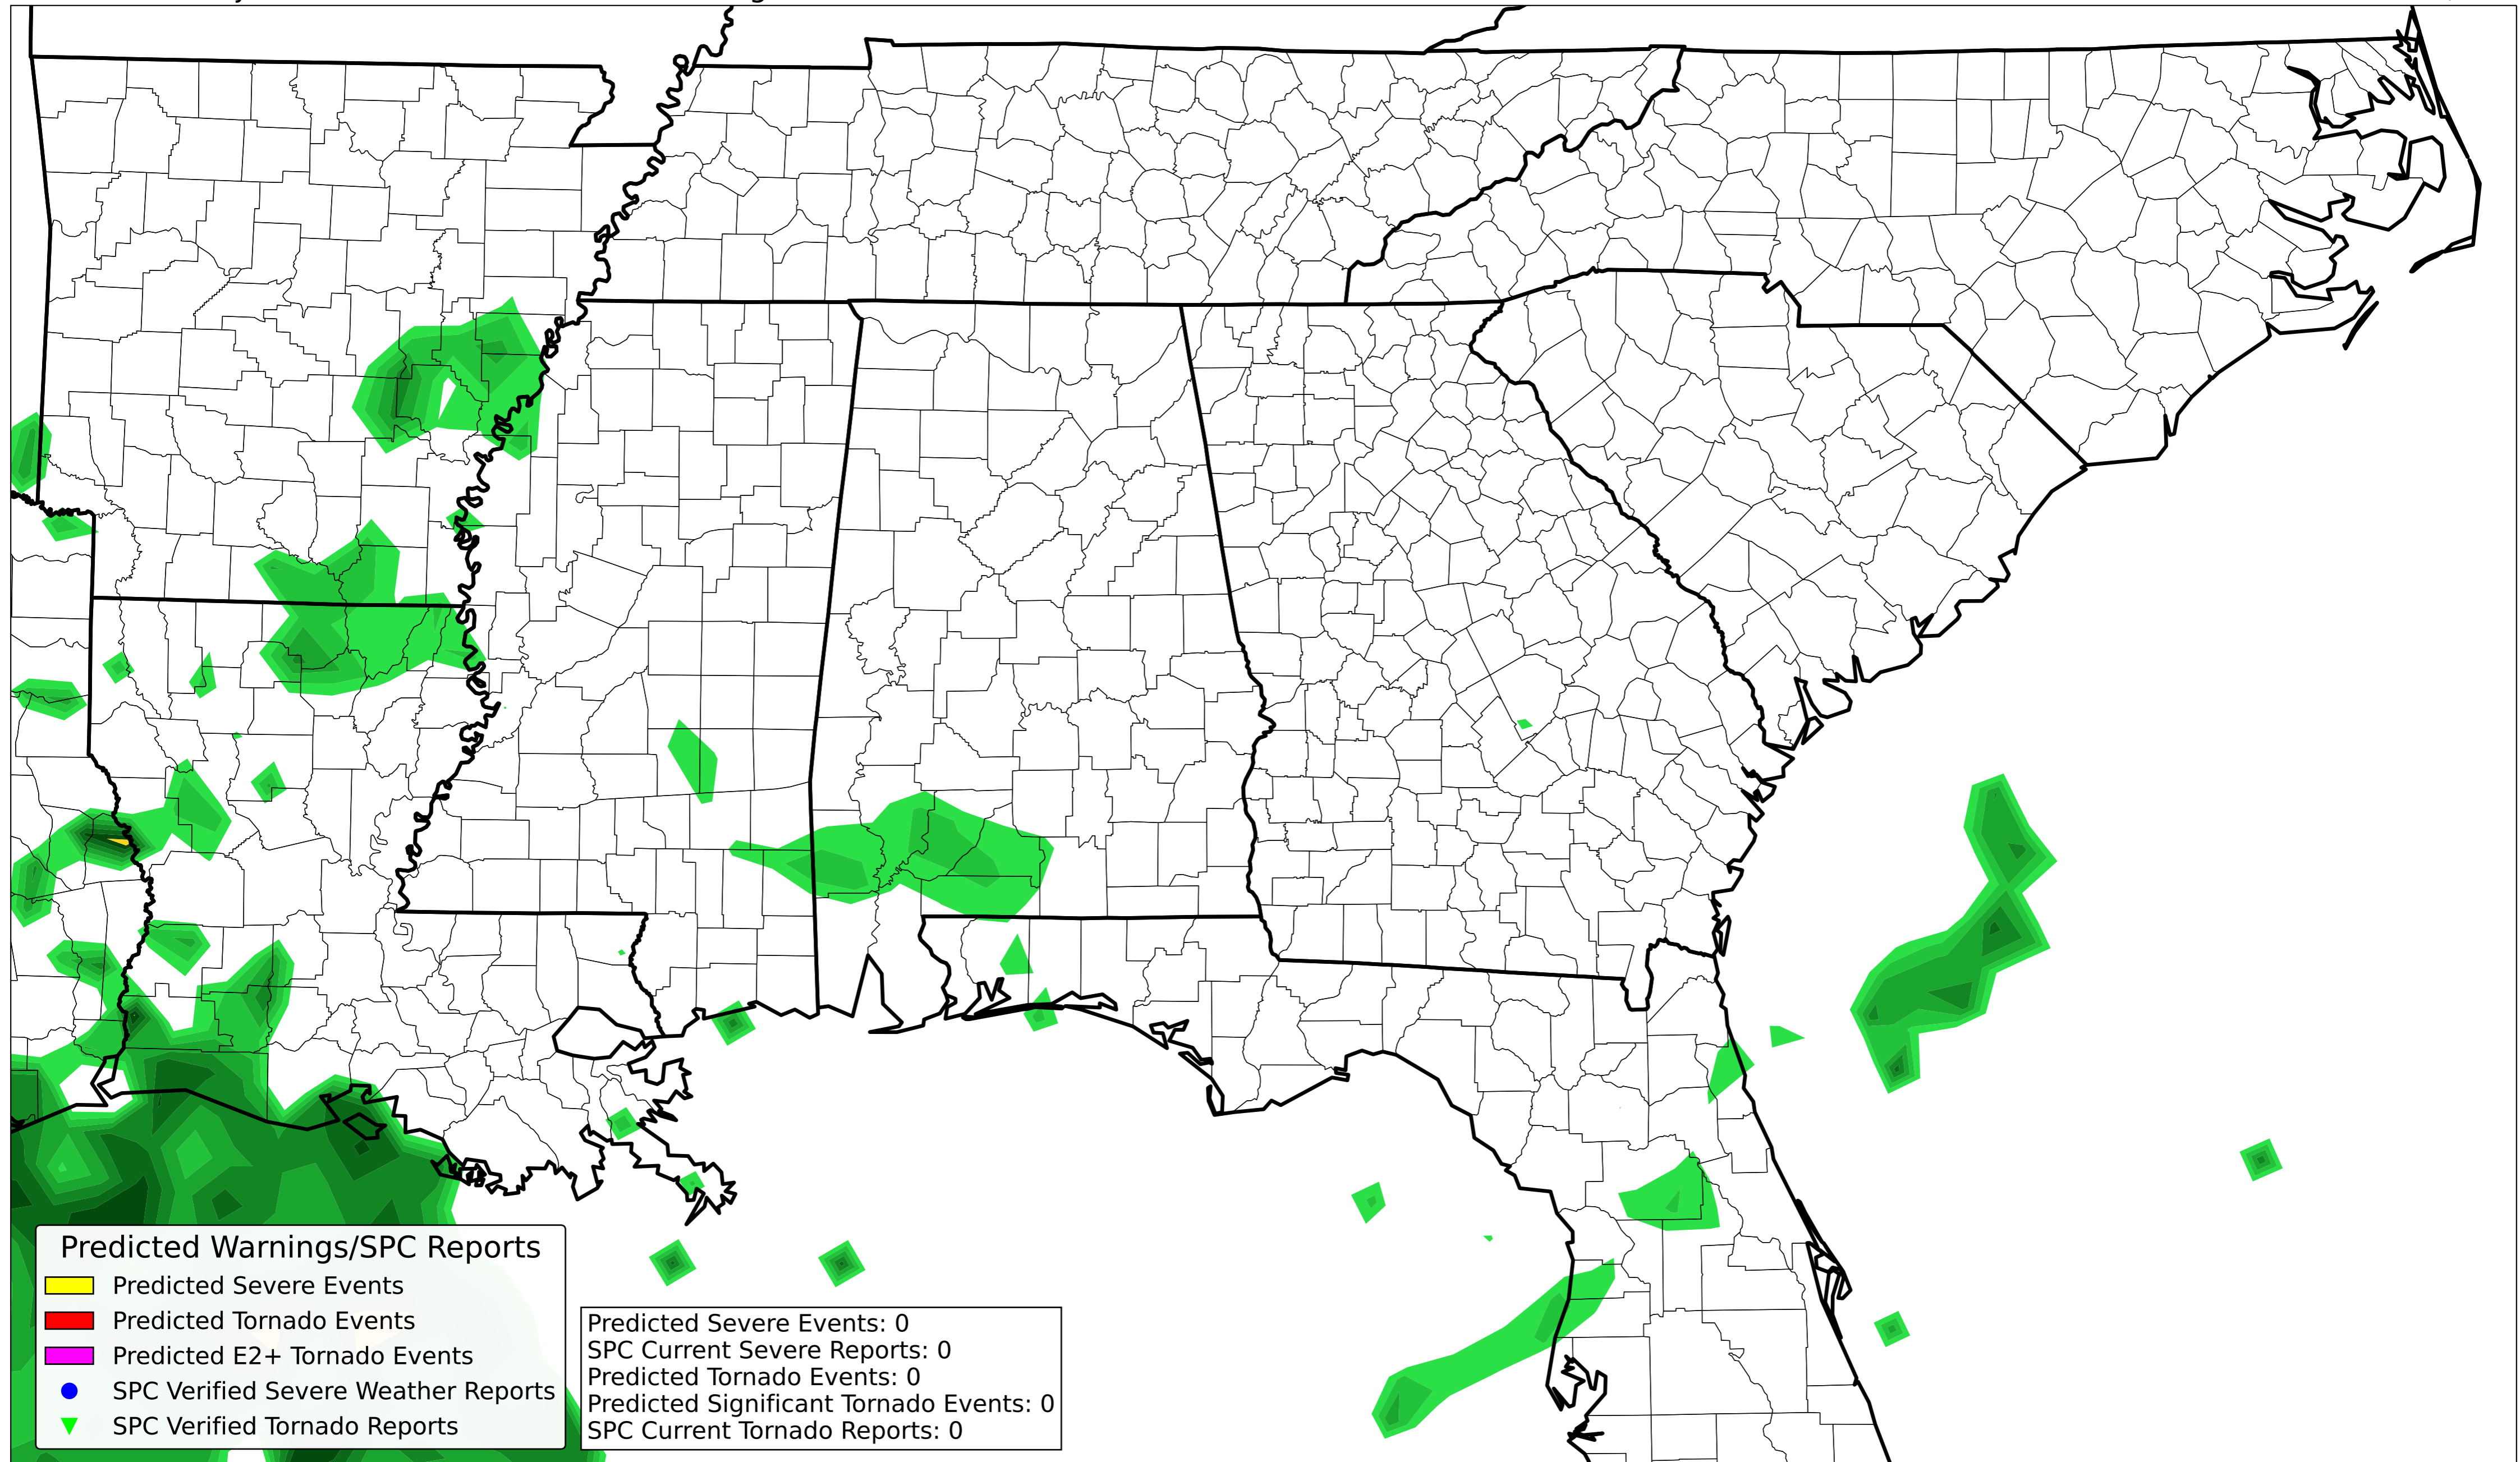 Predicted Warnings/SPC Reports
Predicted Severe Events
Predicted Tornado Events
Predicted E2+ Tornado Events
SPC Verified Severe Weather Reports
SPC Verified Tornado Reports
Predicted Severe Events: 0
SPC Current Severe Reports: 0
Predicted Tornado Events: 0
Predicted Significant Tornado Events: 0
SPC Current Tornado Reports: 0